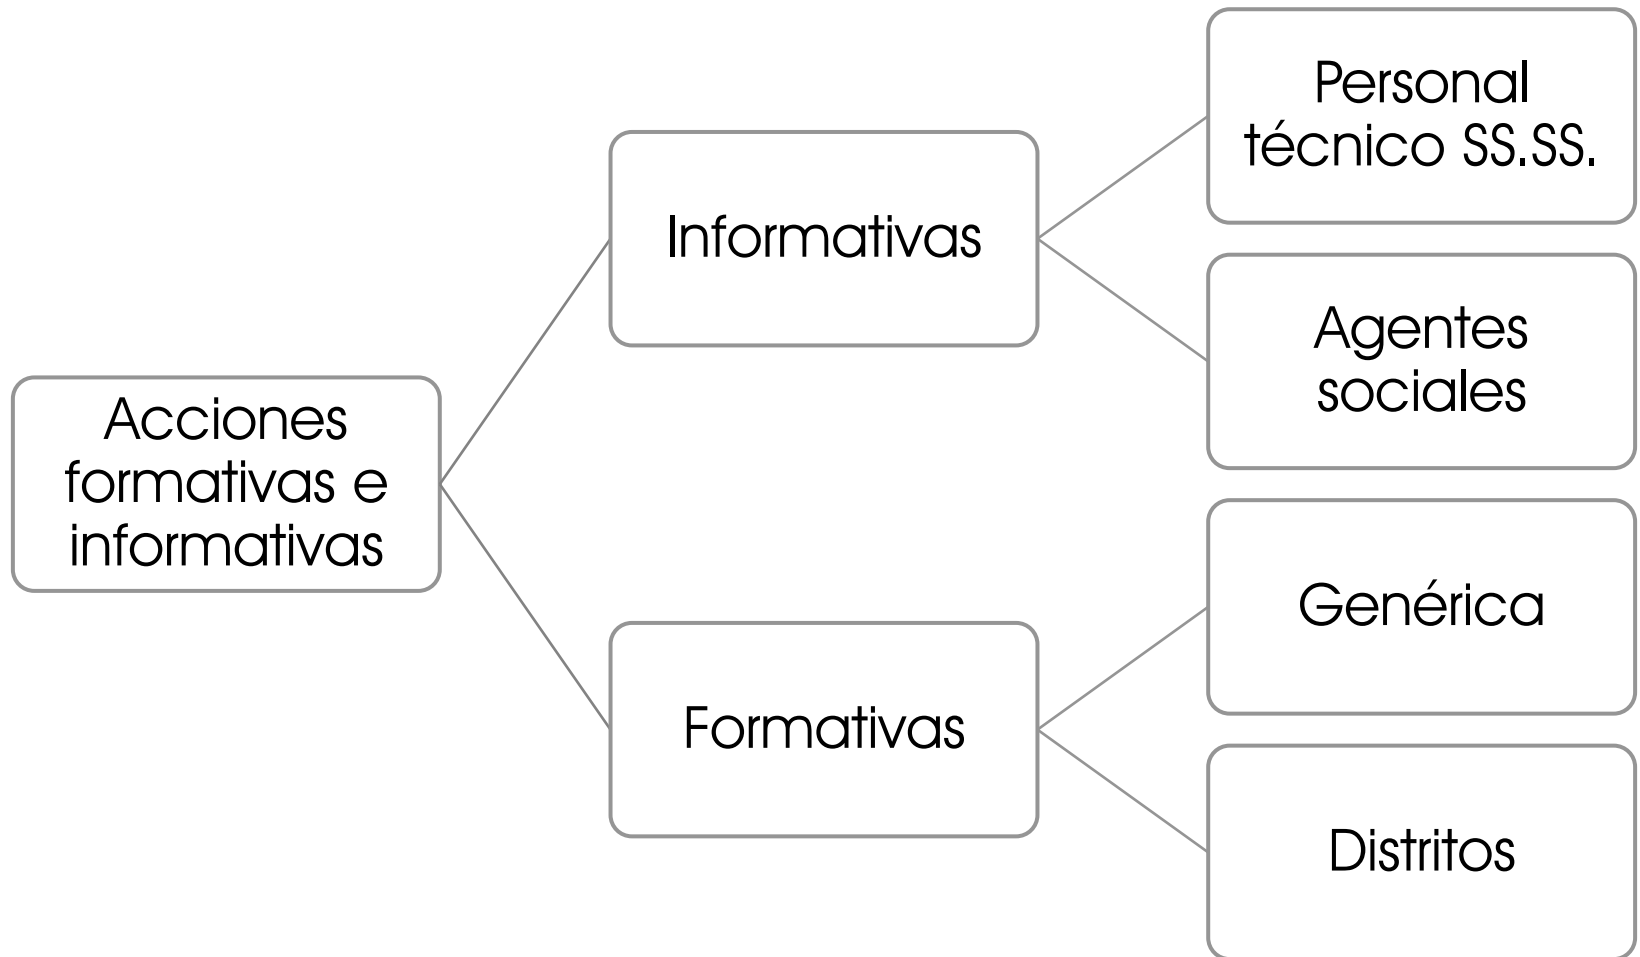 Acciones
formativas e
informativas
Informativas
Personal
técnico SS.SS.
Agentes
sociales
Formativas
Genérica
Distritos